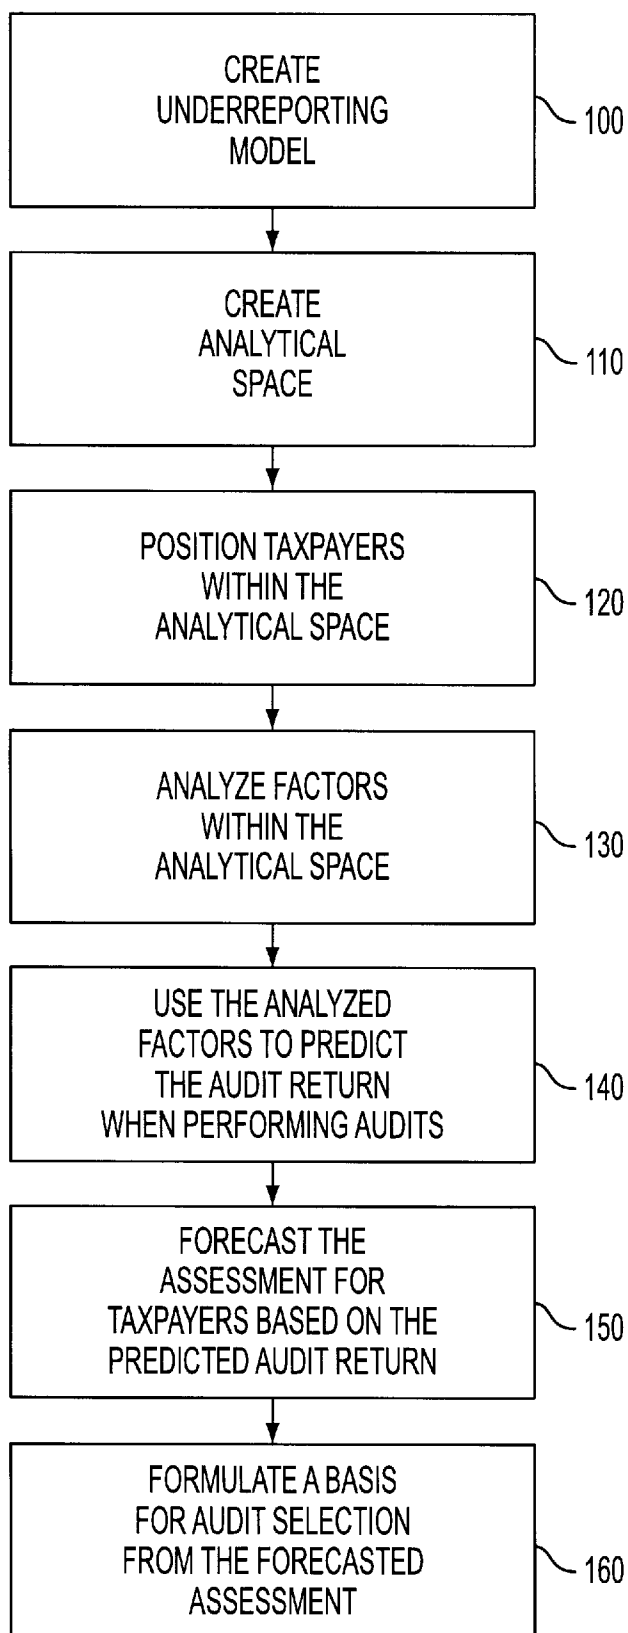 CREATE
UNDERREPORTING
MODEL
100
CREATE
ANALYTICAL
SPACE
110
POSITION TAXPAYERS
WITHIN THE
ANALYTICAL SPACE
120
ANALYZE FACTORS
WITHIN THE
ANALYTICAL SPACE
130
USE THE ANALYZED
FACTORS TO PREDICT
THE AUDIT RETURN
WHEN PERFORMING AUDITS
140
FORECAST THE
ASSESSMENT FOR
TAXPAYERS BASED ON THE
PREDICTED AUDIT RETURN
150
FORMULATE A BASIS
FOR AUDIT SELECTION
FROM THE FORECASTED
ASSESSMENT
160